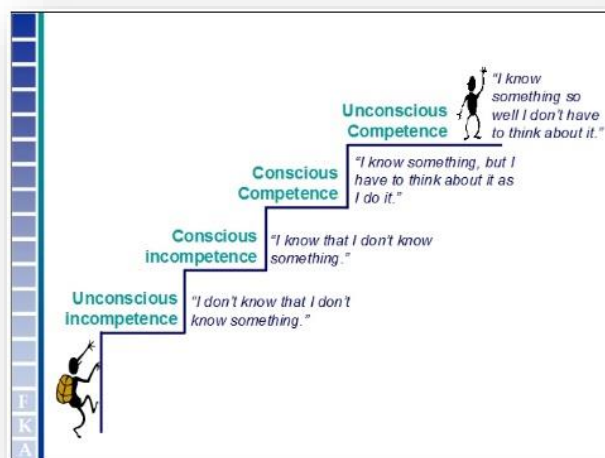 "I know
something so
well I don't have
to think about it."
Unconscious
Competence
"I know something, but I
have to think about it as
I do it."
Conscious
Competence
"I know that I don't know
something."
Conscious
incompetence
"I don't know that I don't
know something."
Unconscious
incompetence
F
K
A